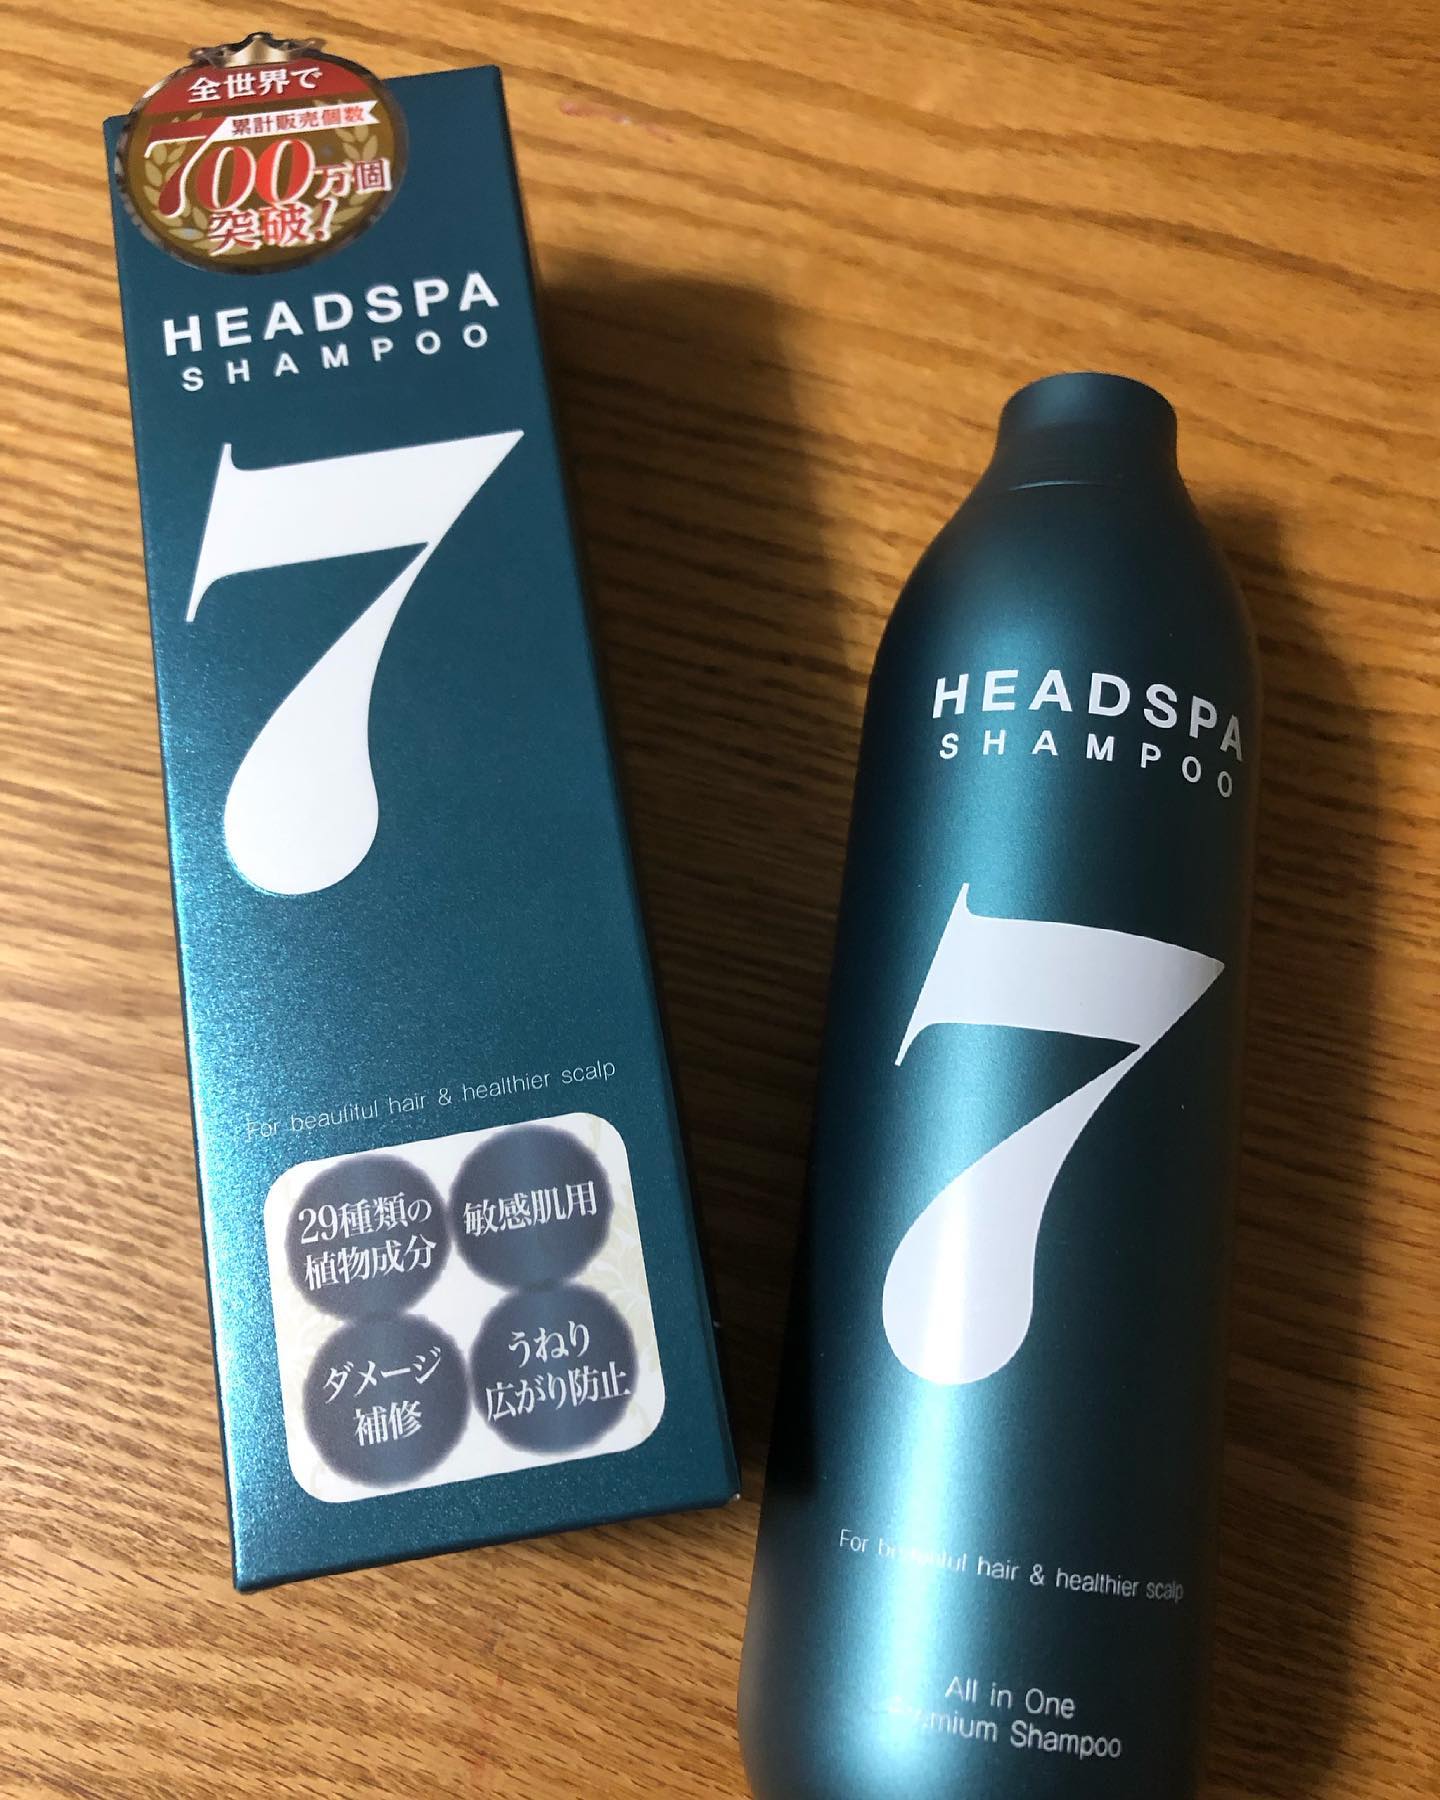 全世界で
累計販売個数
700万個
突破!
HEADSPA
SHAMPOO
7
For beautiful hair & healthier scalp
29種類の
植物成分
敏感肌用
ダメージ
補修
うねり
広がり防止
HEADSPA
SHAMPOO
7
For beautiful hair & healthier scalp
All in One
Premium Shampoo